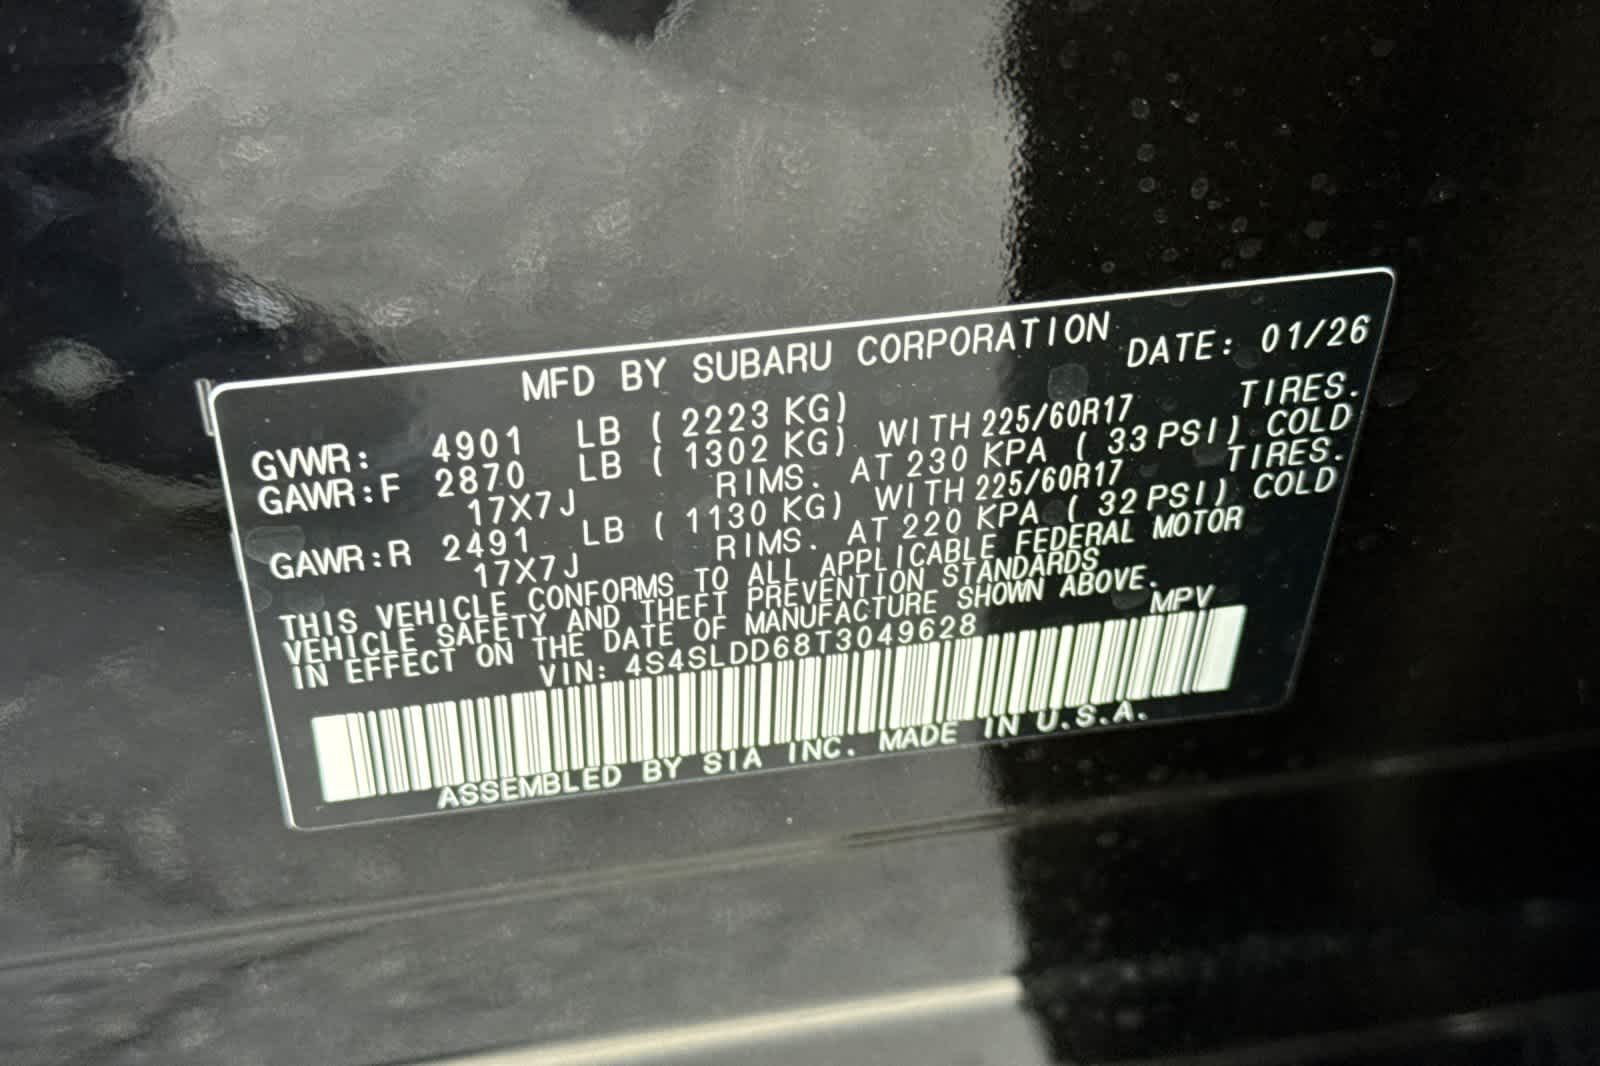 MFD BY SUBARU CORPORATION DATE: 01/26
GVWR: 4901 LB ( 2223 KG)
GAWR:F 2870 LB ( 1302 KG) WITH 225/60R17 TIRES.
17X7J RIMS. AT 230 KPA ( 33 PSI) COLD
GAWR:R 2491 LB ( 1130 KG) WITH 225/60R17 TIRES.
17X7J RIMS. AT 220 KPA ( 32 PSI) COLD
THIS VEHICLE CONFORMS TO ALL APPLICABLE FEDERAL MOTOR
VEHICLE SAFETY AND THEFT PREVENTION STANDARDS
IN EFFECT ON THE DATE OF MANUFACTURE SHOWN ABOVE.
VIN: 4S4SLDD68T3049628 MPV
ASSEMBLED BY SIA INC. MADE IN U.S.A.